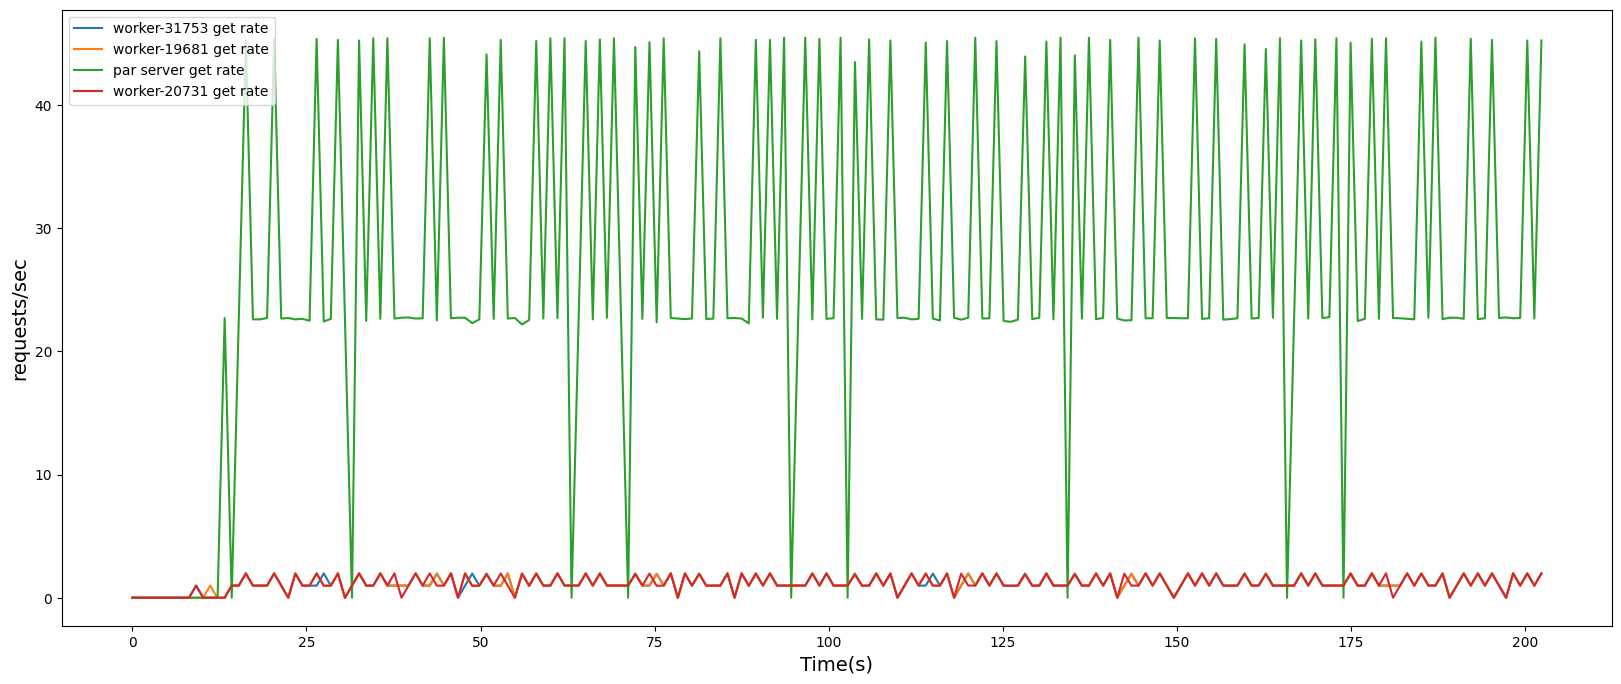 worker-31753 get rate
worker-19681 get rate
par server get rate
worker-20731 get rate
requests/sec
40
30
20
10
0
0 25 50 75 100 125 150 175 200
Time(s)